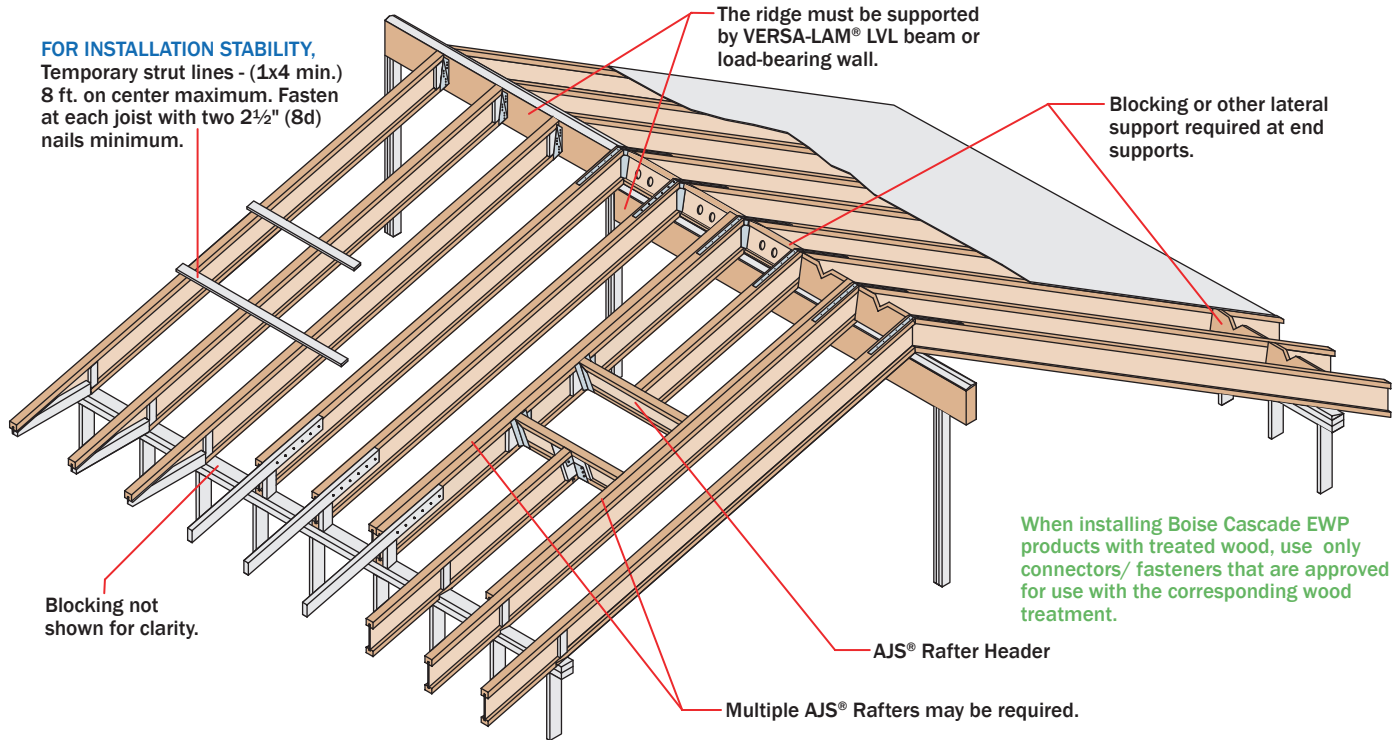 FOR INSTALLATION STABILITY,
Temporary strut lines - (1x4 min.)
8 ft. on center maximum. Fasten
at each joist with two 2½" (8d)
nails minimum.
The ridge must be supported
by VERSA-LAM® LVL beam or
load-bearing wall.
Blocking or other lateral
support required at end
supports.
When installing Boise Cascade EWP
products with treated wood, use only
connectors/ fasteners that are approved
for use with the corresponding wood
treatment.
Blocking not
shown for clarity.
AJS® Rafter Header
Multiple AJS® Rafters may be required.